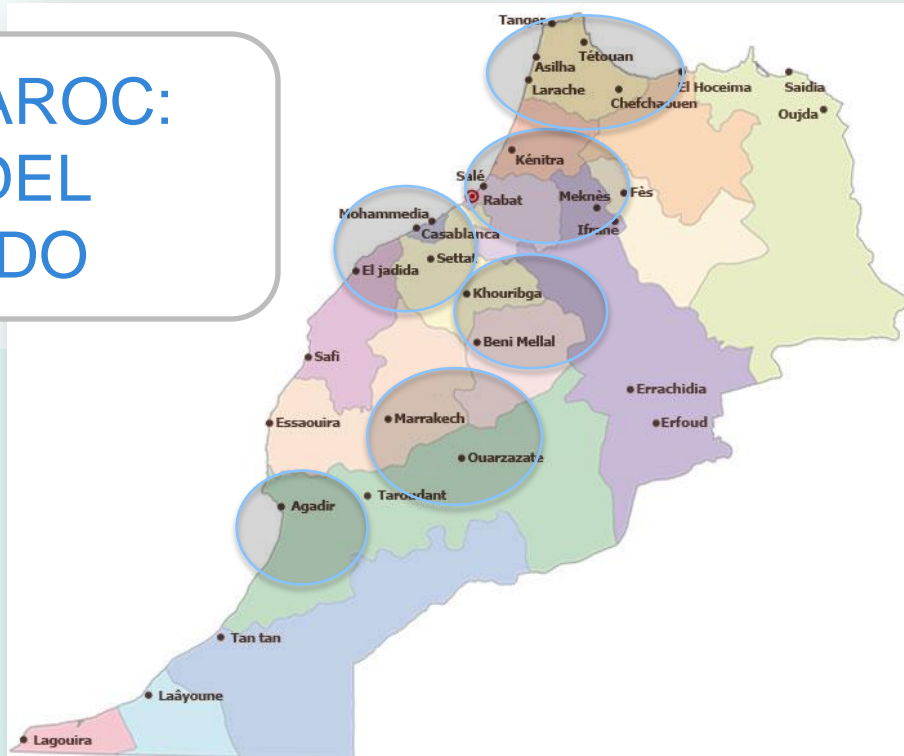 AROC:
DEL
DO
Tanger
Tétouan
Asilha
Larache
Chefchaouen
El Hoceima
Saidia
Oujda
Kénitra
Salé
Rabat
Meknès
Fès
Ifrane
Mohammedia
Casablanca
Settat
El jadida
Khouribga
Beni Mellal
Safi
Errachidia
Essaouira
Marrakech
Erfoud
Ouarzazate
Taroudant
Agadir
Tan tan
Laâyoune
Lagouira